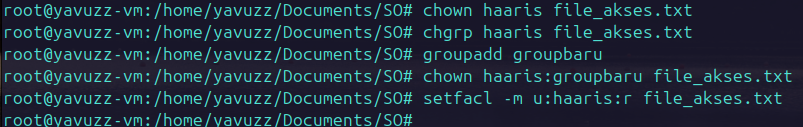 root@yavuzz-vm:/home/yavuzz/Documents/SO# chown haaris file_akses.txt
root@yavuzz-vm:/home/yavuzz/Documents/SO# chgrp haaris file_akses.txt
root@yavuzz-vm:/home/yavuzz/Documents/SO# groupadd groupbaru
root@yavuzz-vm:/home/yavuzz/Documents/SO# chown haaris:groupbaru file_akses.txt
root@yavuzz-vm:/home/yavuzz/Documents/SO# setfacl -m u:haaris:r file_akses.txt
root@yavuzz-vm:/home/yavuzz/Documents/SO#